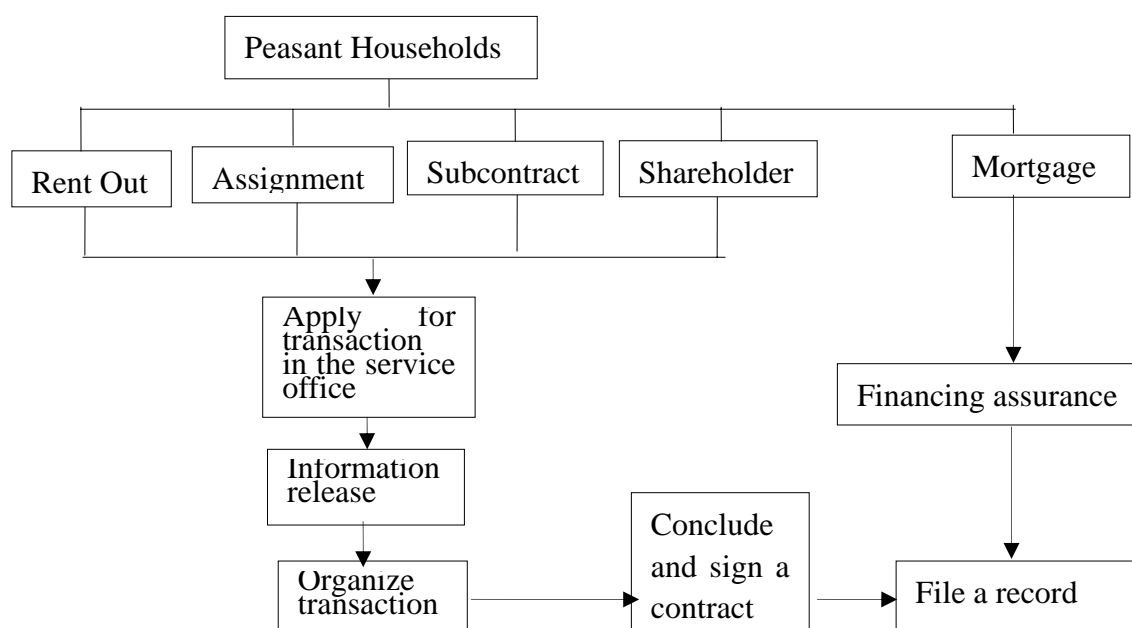 Peasant Households
Rent Out
Assignment
Subcontract
Shareholder
Mortgage
Apply for
transaction
in the service
office
Financing assurance
Information
release
Conclude
and sign a
contract
Organize
transaction
File a record